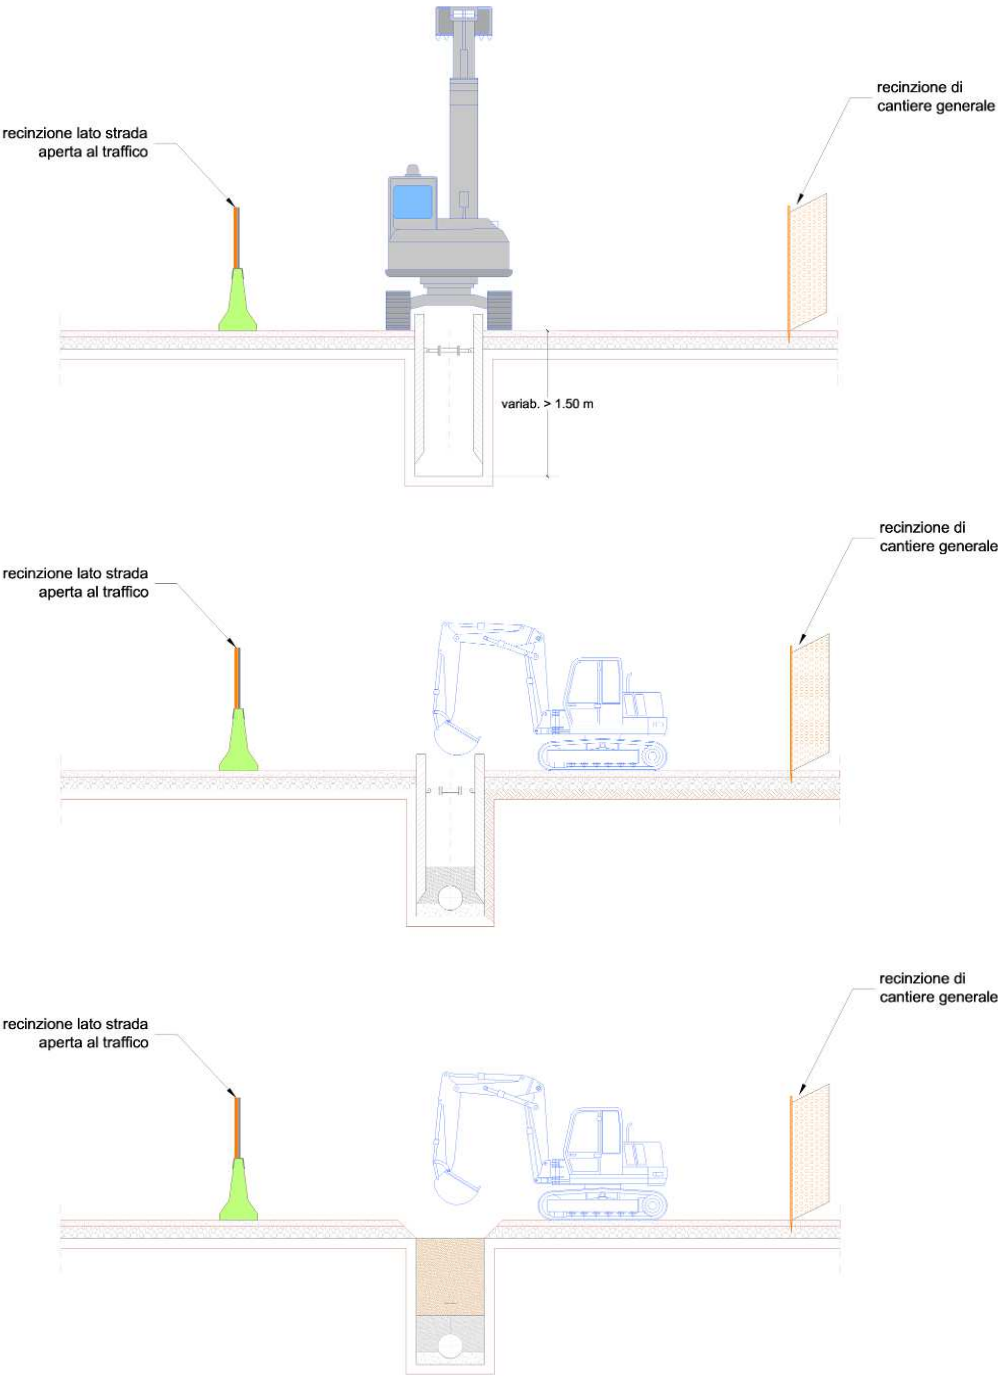 recinzione di
cantiere generale
recinzione lato strada
aperta al traffico
variab. > 1.50 m
recinzione di
cantiere generale
recinzione lato strada
aperta al traffico
recinzione di
cantiere generale
recinzione lato strada
aperta al traffico